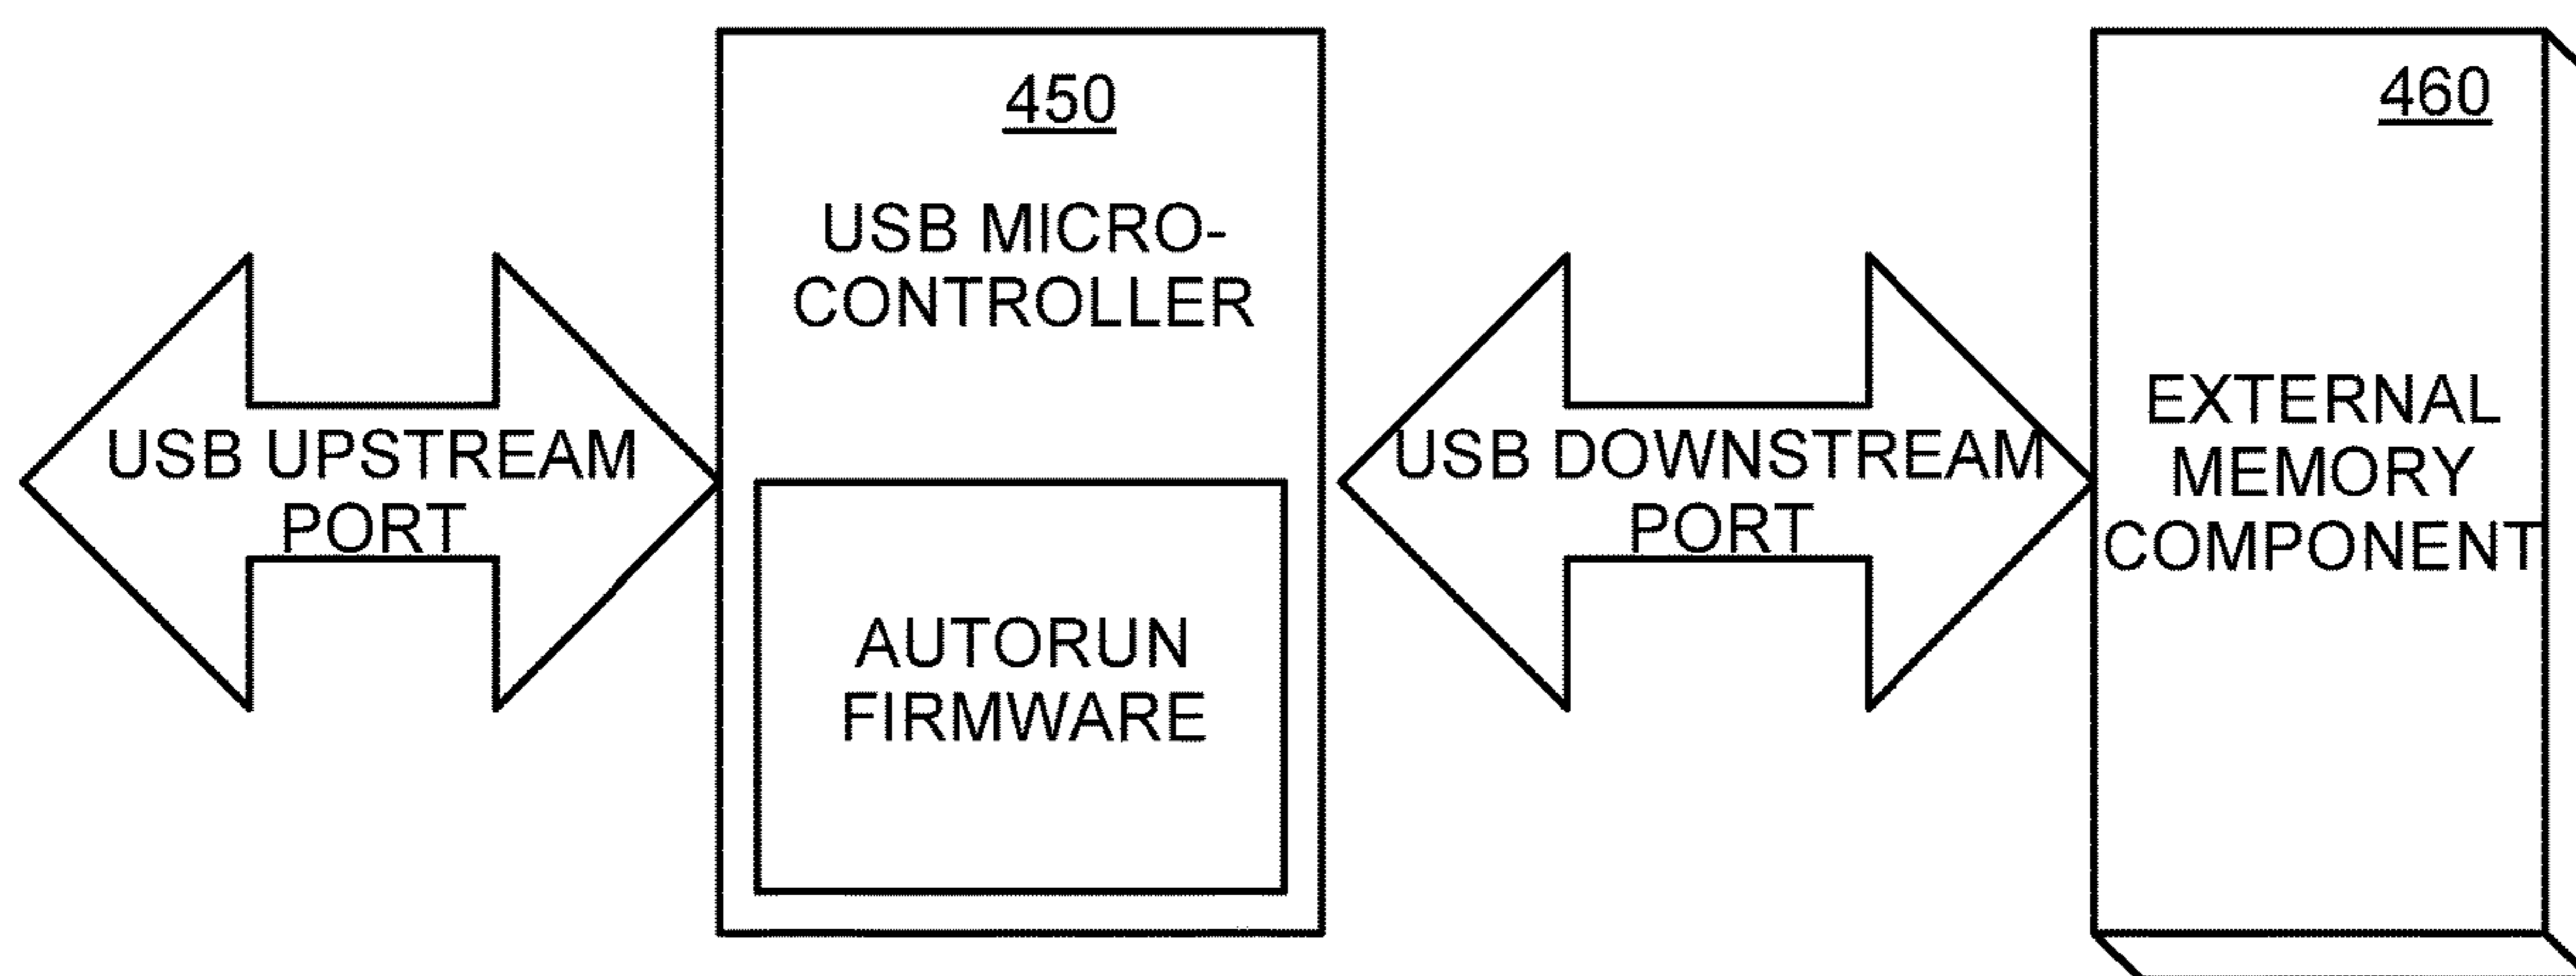 450
USB MICRO-
CONTROLLER
USB UPSTREAM
PORT
AUTORUN
FIRMWARE
USB DOWNSTREAM
PORT
460
EXTERNAL
MEMORY
COMPONENT